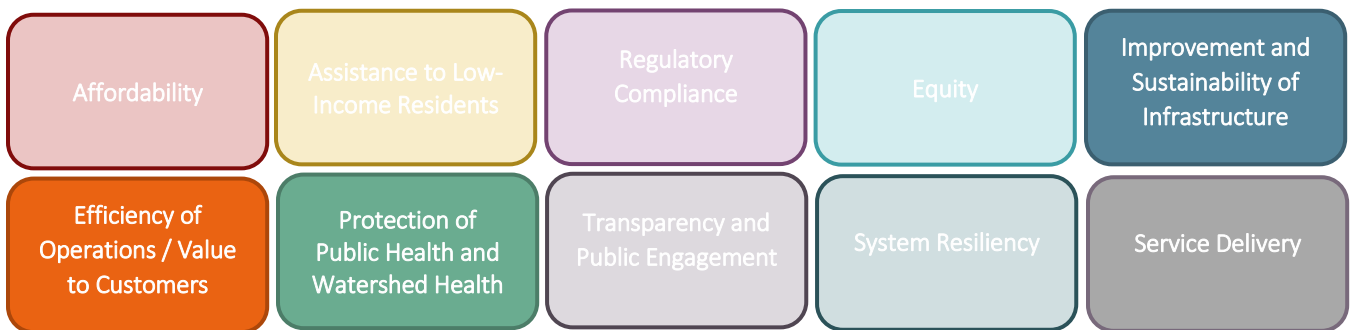 Affordability
Assistance to Low-
Income Residents
Regulatory
Compliance
Equity
Improvement and
Sustainability of
Infrastructure
Efficiency of
Operations / Value
to Customers
Protection of
Public Health and
Watershed Health
Transparency and
Public Engagement
System Resiliency
Service Delivery